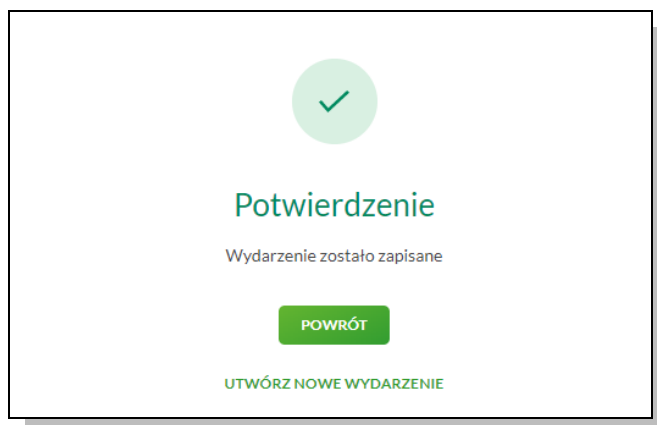 Potwierdzenie
Wydarzenie zostało zapisane
POWRÓT
UTWÓRZ NOWE WYDARZENIE